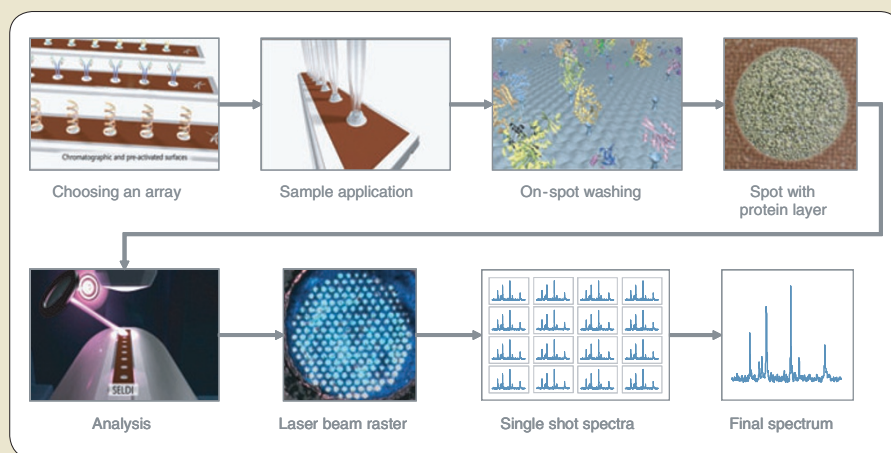 Chromatographic and pre-activated surfaces
Choosing an array
Sample application
On-spot washing
Spot with
protein layer
SELDI
Analysis
Laser beam raster
Single shot spectra
Final spectrum